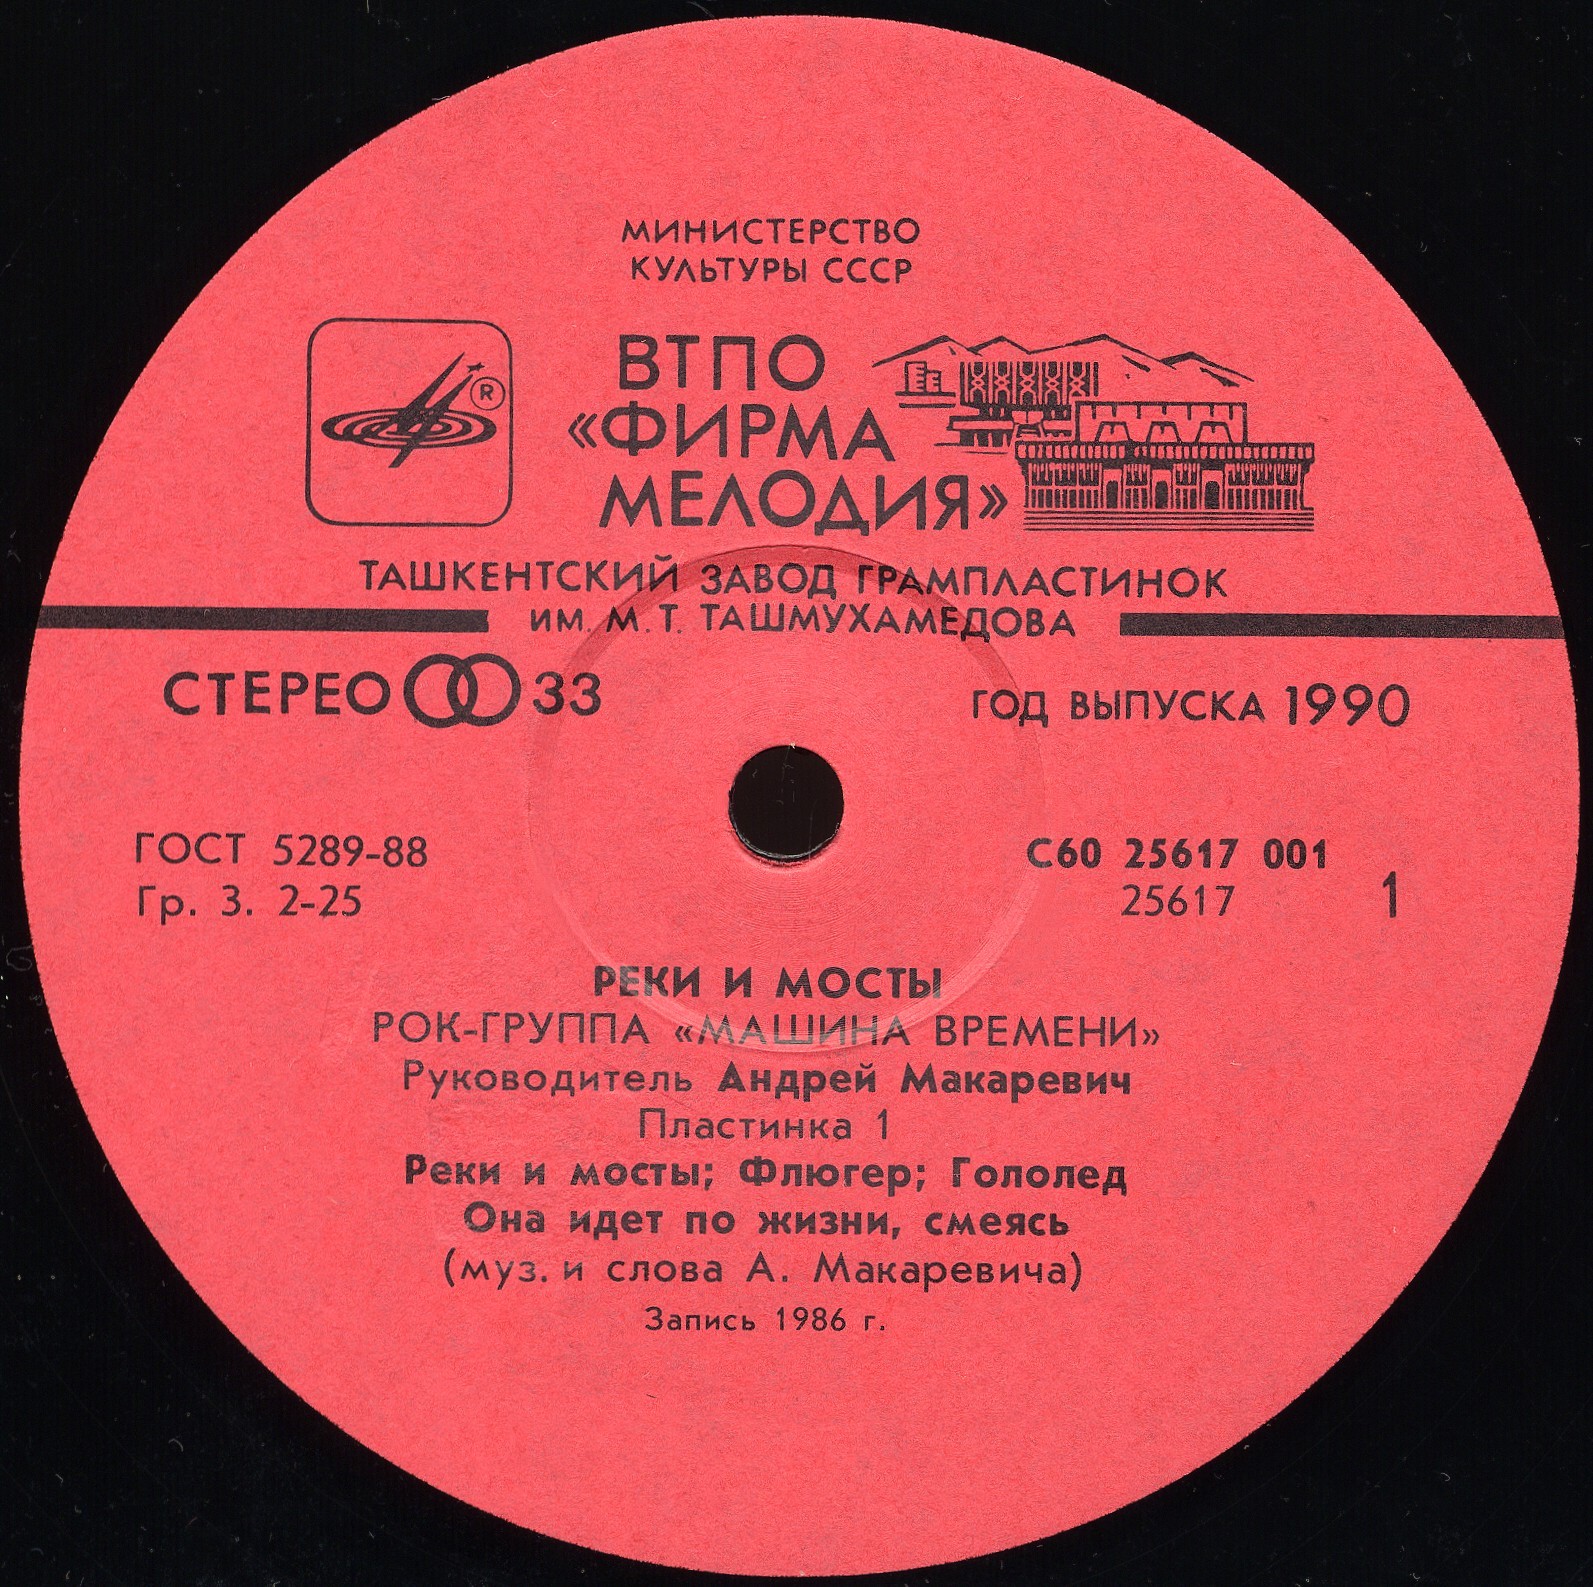 МИНИСТЕРСТВО
КУЛЬТУРЫ СССР
ВТПО
«ФИРМА
МЕЛОДИЯ»
®
ТАШКЕНТСКИЙ ЗАВОД ГРАМПЛАСТИНОК
ИМ. М. Т. ТАШМУХАМЕДОВА
СТЕРЕО 33
ГОД ВЫПУСКА 1990
ГОСТ 5289-88
Гр. 3. 2-25
С60 25617 001
25617
1
РЕКИ И МОСТЫ
РОК-ГРУППА «МАШИНА ВРЕМЕНИ»
Руководитель Андрей Макаревич
Пластинка 1
Реки и мосты; Флюгер; Гололед
Она идет по жизни, смеясь
(муз. и слова А. Макаревича)
Запись 1986 г.